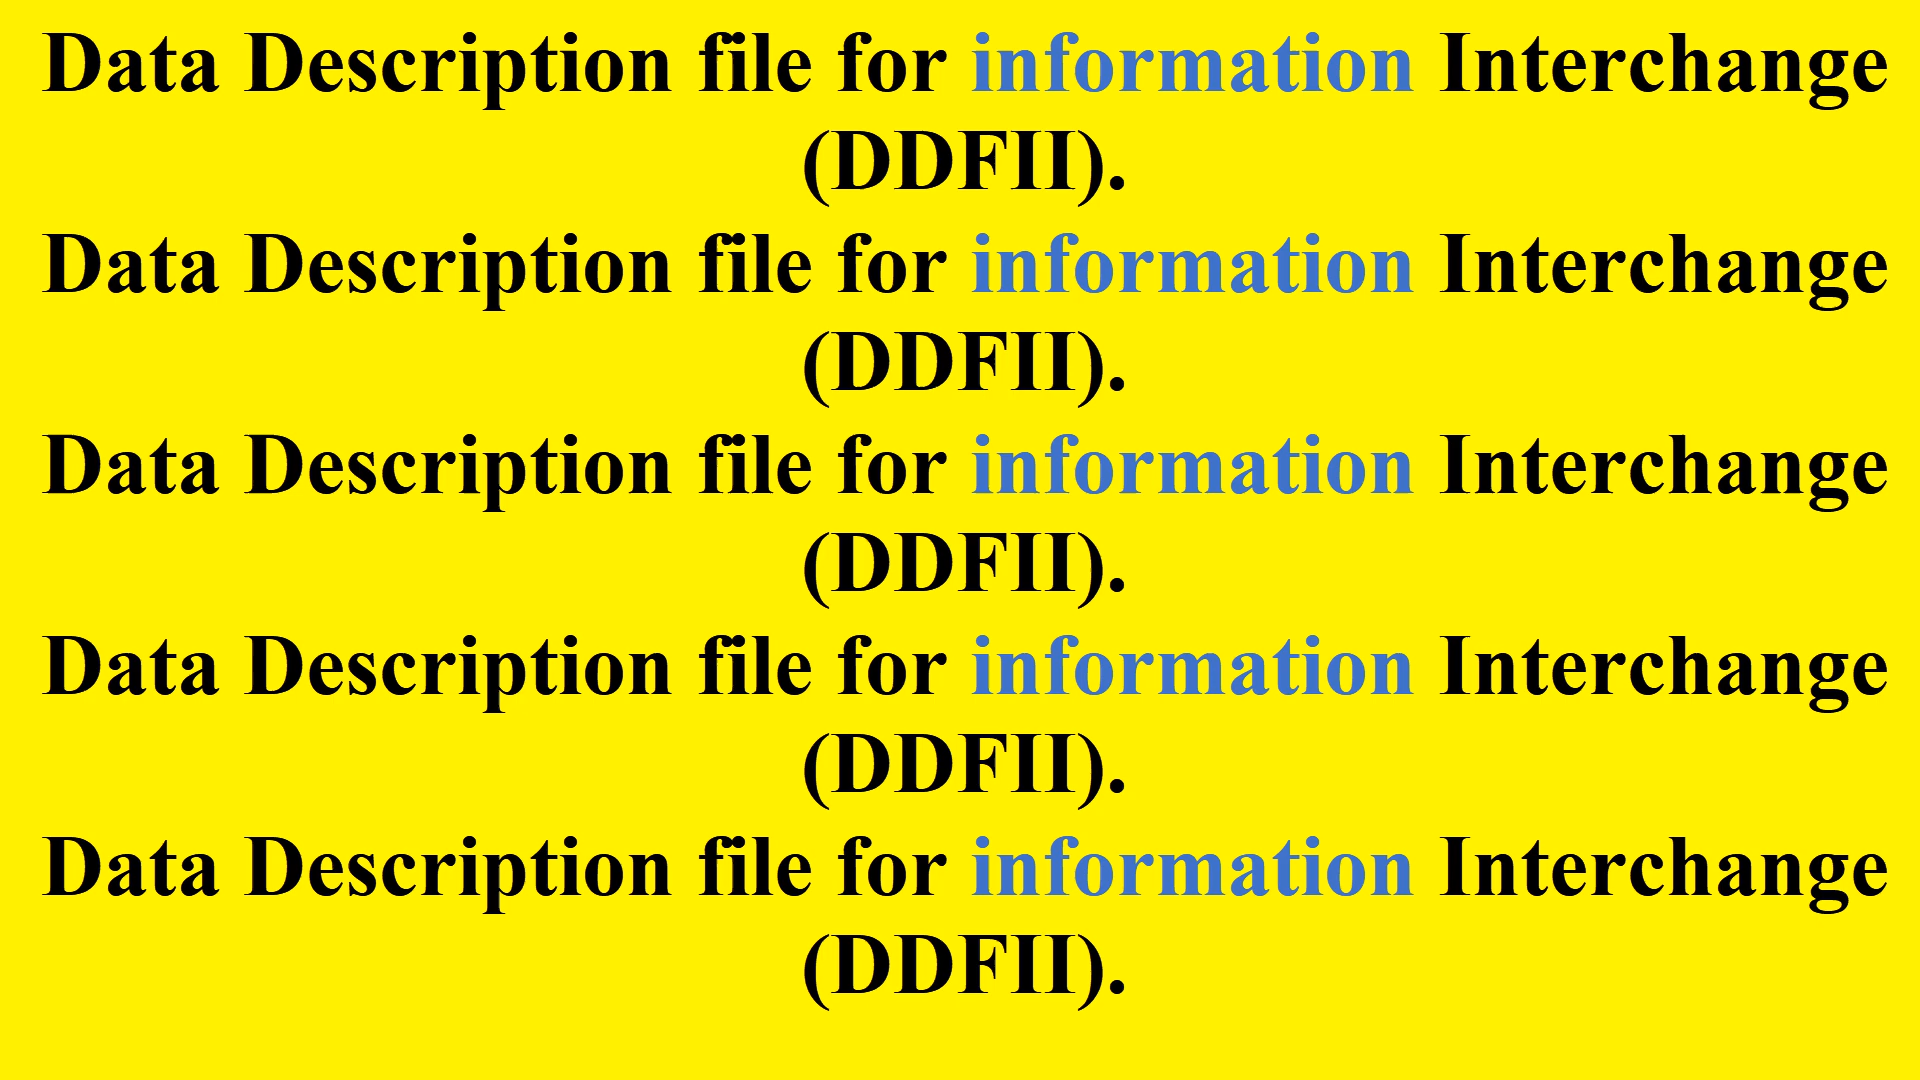 Data Description file for information Interchange
(DDFII).
Data Description file for information Interchange
(DDFII).
Data Description file for information Interchange
(DDFII).
Data Description file for information Interchange
(DDFII).
Data Description file for information Interchange
(DDFII).